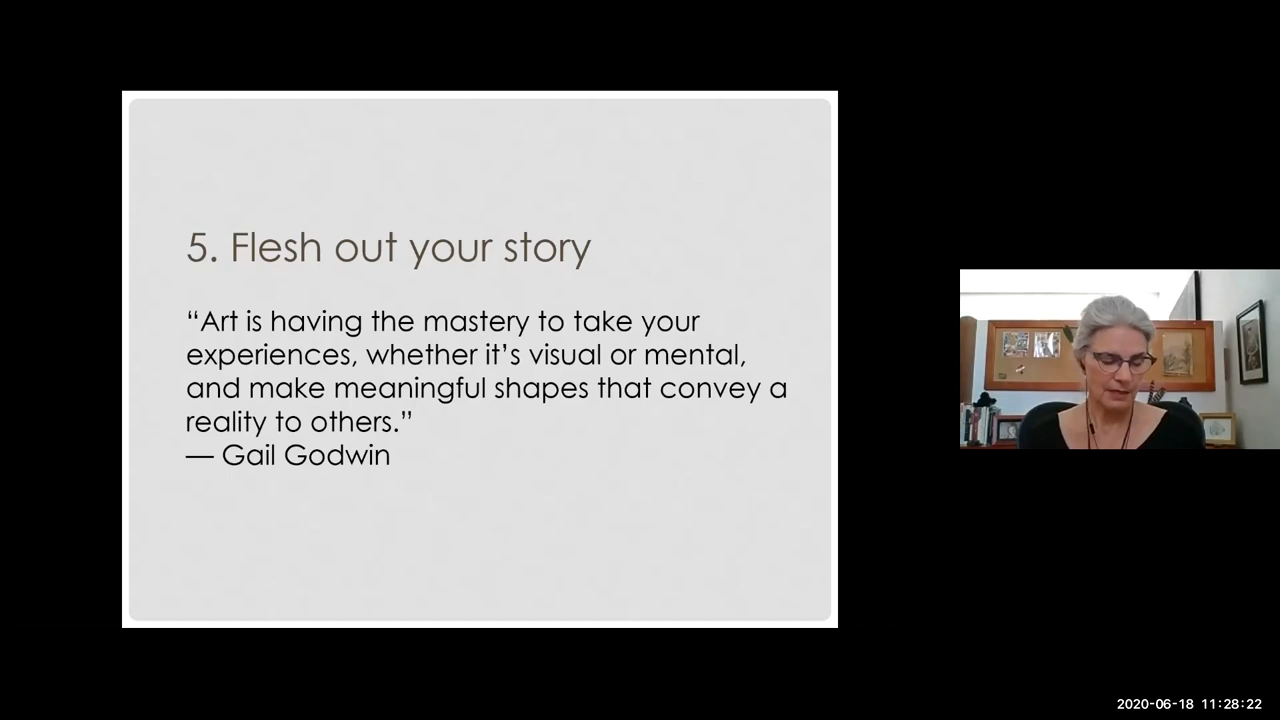 5. Flesh out your story
“Art is having the mastery to take your
experiences, whether it’s visual or mental,
and make meaningful shapes that convey a
reality to others.”
— Gail Godwin
2020-06-18 11:28:22